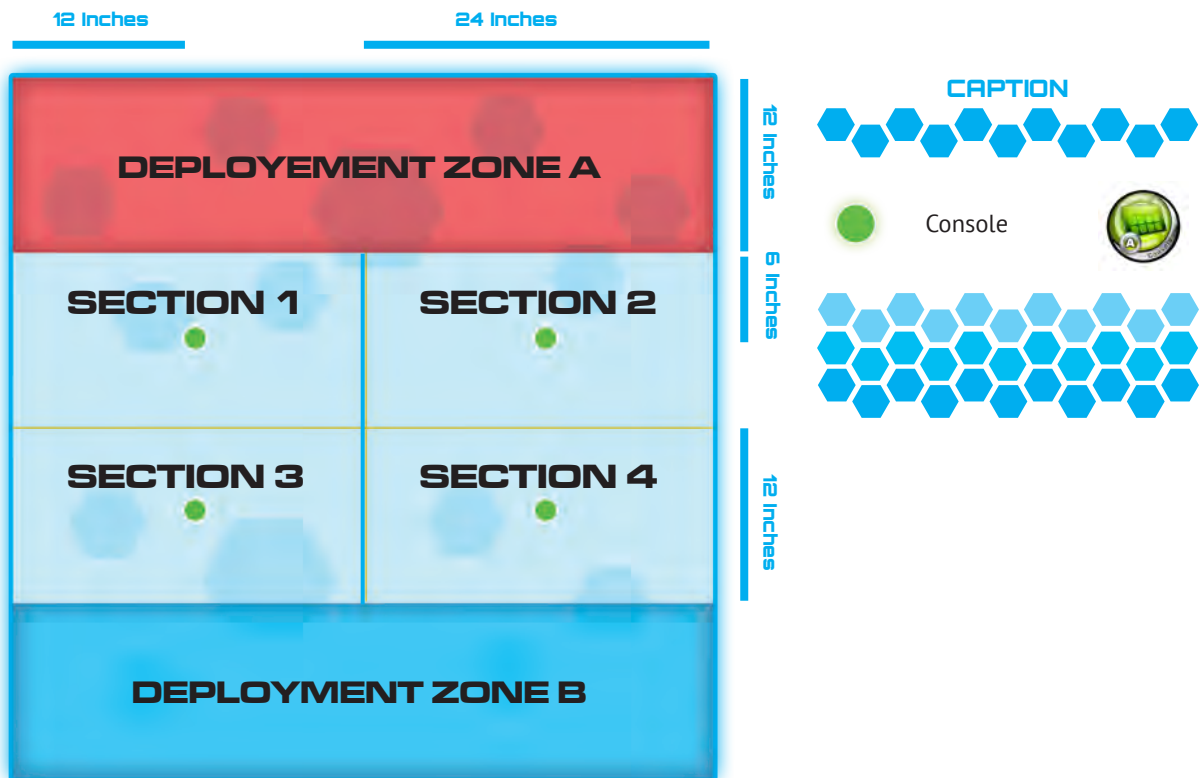 12 Inches
24 Inches
CAPTION
DEPLOYEMENT ZONE A
12 Inches
Console
A
6 Inches
SECTION 1
SECTION 2
SECTION 3
SECTION 4
12 Inches
DEPLOYMENT ZONE B